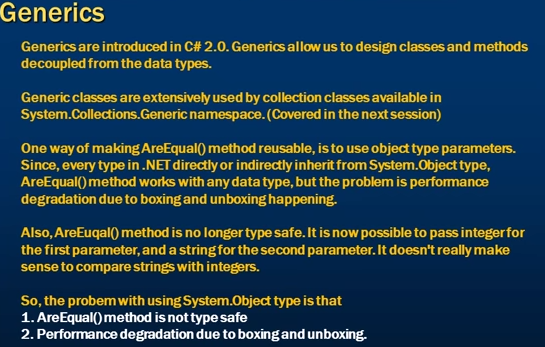 Generics
Generics are introduced in C# 2.0. Generics allow us to design classes and methods
decoupled from the data types.
Generic classes are extensively used by collection classes available in
System.Collections.Generic namespace. (Covered in the next session)
One way of making AreEqual() method reusable, is to use object type parameters.
Since, every type in .NET directly or indirectly inherit from System.Object type,
AreEqual() method works with any data type, but the problem is performance
degradation due to boxing and unboxing happening.
Also, AreEuqal() method is no longer type safe. It is now possible to pass integer for
the first parameter, and a string for the second parameter. It doesn't really make
sense to compare strings with integers.
So, the probem with using System.Object type is that
1. AreEqual() method is not type safe
2. Performance degradation due to boxing and unboxing.